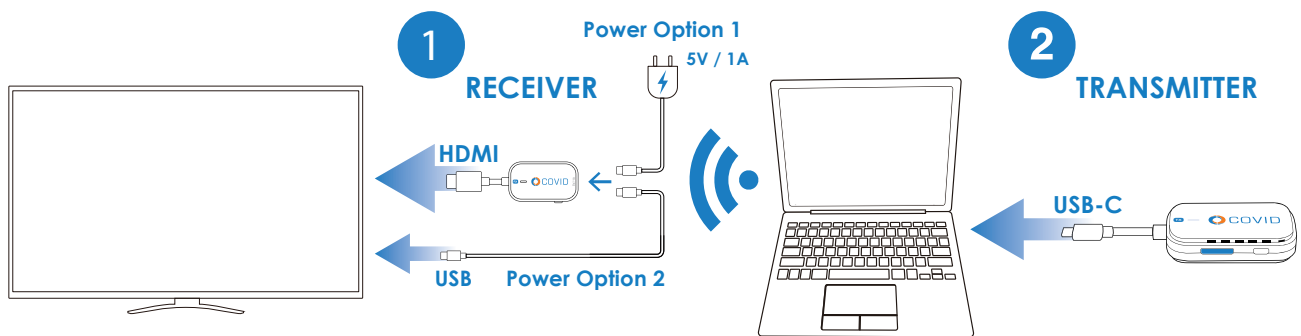 1
RECEIVER
Power Option 1
5V / 1A
HDMI
COVID
USB
Power Option 2
2
TRANSMITTER
USB-C
COVID